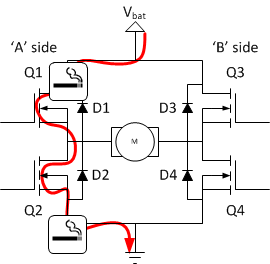 Vbat
'A' side
'B' side
Q1
Q3
D1
D3
M
D2
D4
Q2
Q4